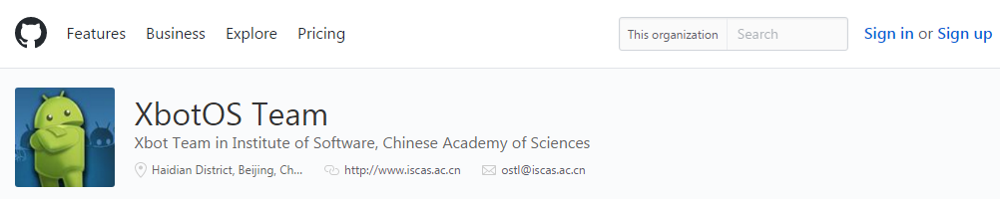 Features Business Explore Pricing This organization Search Sign in or Sign up
XbotOS Team
Xbot Team in Institute of Software, Chinese Academy of Sciences
Haidian District, Beijing, Ch... http://www.iscas.ac.cn ostl@iscas.ac.cn